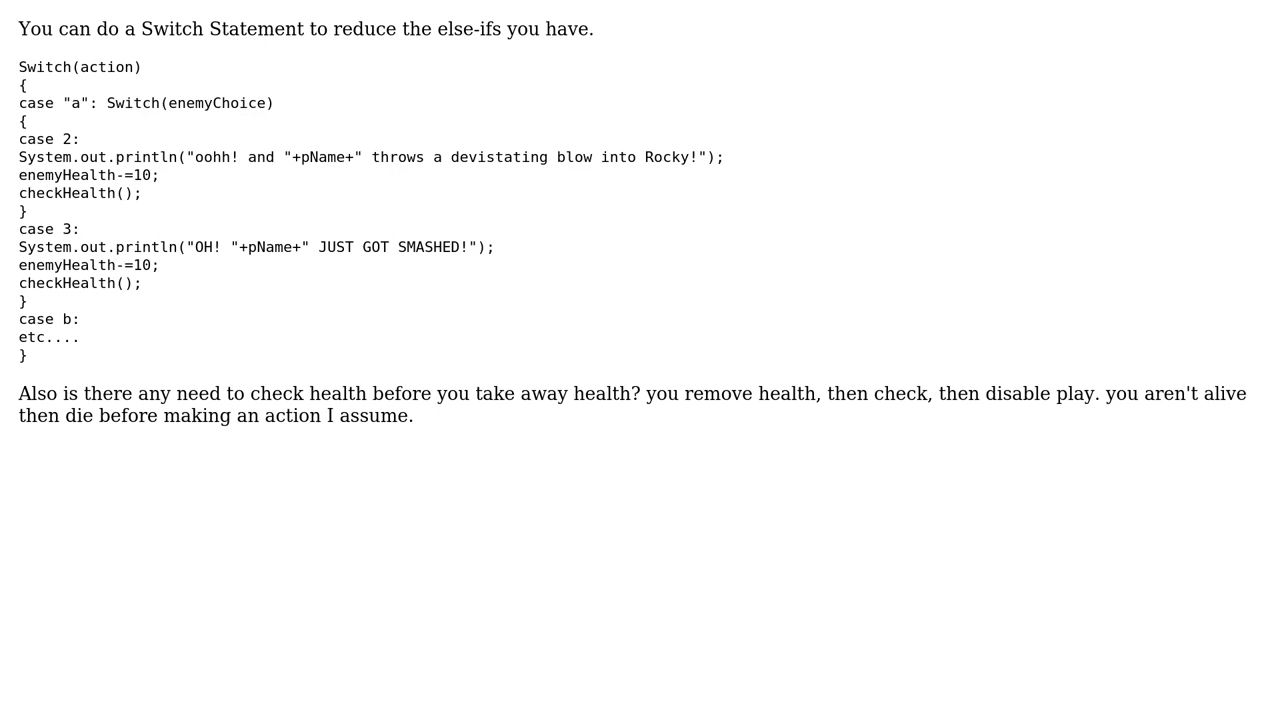 You can do a Switch Statement to reduce the else-ifs you have.
Switch(action)
{
case "a": Switch(enemyChoice)
{
case 2:
System.out.println("oohh! and "+pName+" throws a devistating blow into Rocky!");
enemyHealth-=10;
checkHealth();
}
case 3:
System.out.println("OH! "+pName+" JUST GOT SMASHED!");
enemyHealth-=10;
checkHealth();
}
case b:
etc....
}
Also is there any need to check health before you take away health? you remove health, then check, then disable play. you aren't alive
then die before making an action I assume.